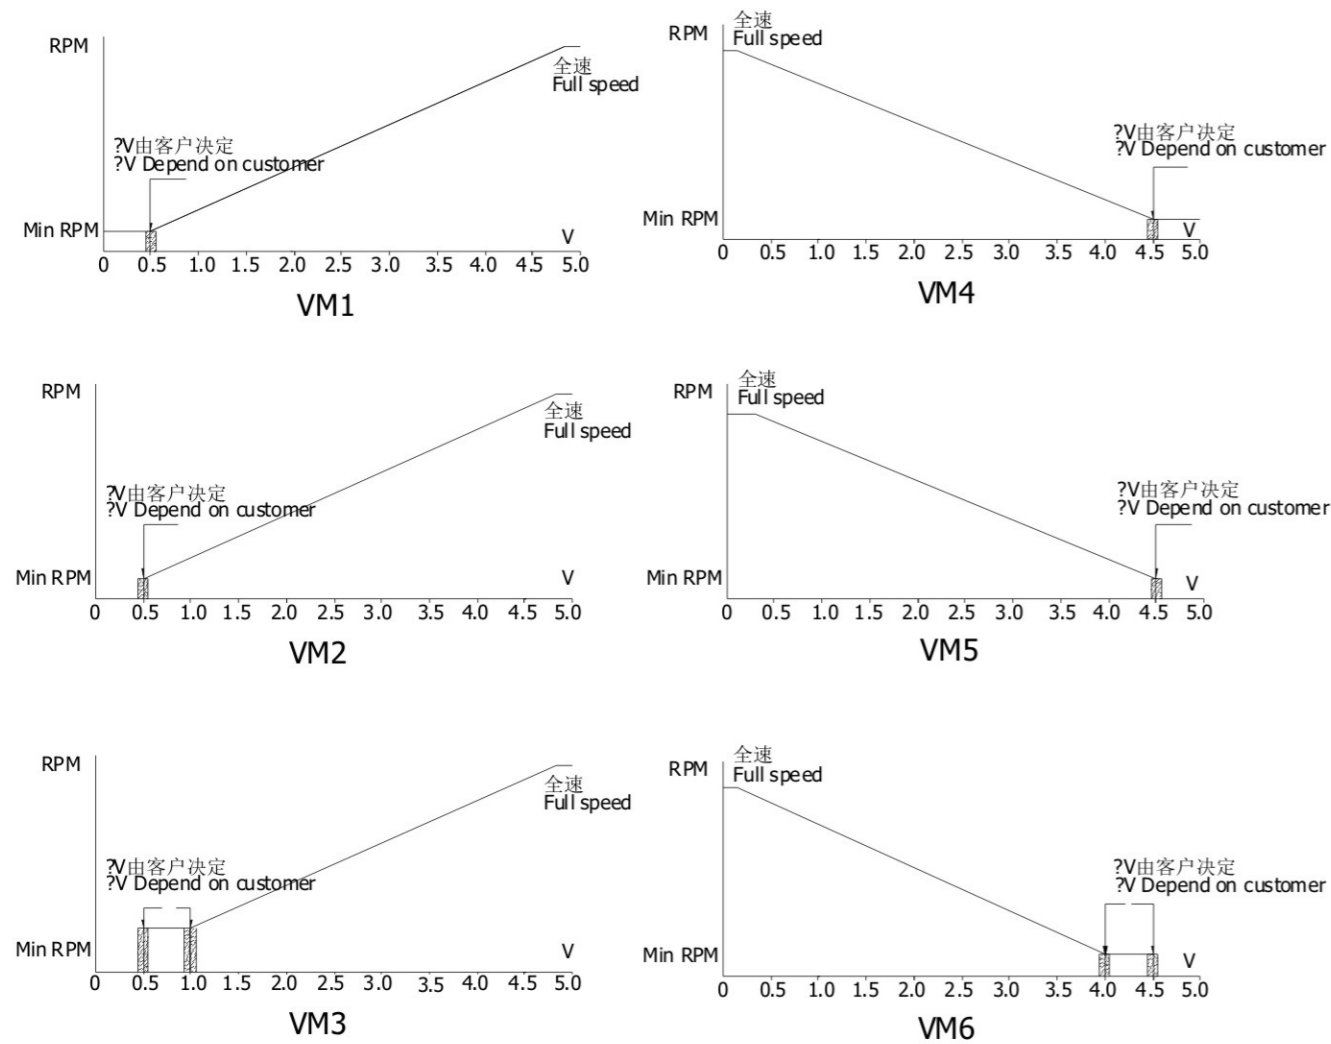 RPM
全速
Full speed
?V由客户决定
?V Depend on customer
Min RPM
V
0 0.5 1.0 1.5 2.0 2.5 3.0 3.5 4.0 4.5 5.0
VM1
全速
RPM Full speed
?V由客户决定
?V Depend on customer
Min RPM
V
0 0.5 1.0 1.5 2.0 2.5 3.0 3.5 4.0 4.5 5.0
VM4
RPM
全速
Full speed
?V由客户决定
?V Depend on customer
Min RPM
V
0 0.5 1.0 1.5 2.0 2.5 3.0 3.5 4.0 4.5 5.0
VM2
全速
RPM Full speed
?V由客户决定
?V Depend on customer
Min RPM
V
0 0.5 1.0 1.5 2.0 2.5 3.0 3.5 4.0 4.5 5.0
VM5
RPM
全速
Full speed
?V由客户决定
?V Depend on customer
Min RPM
V
0 0.5 1.0 1.5 2.0 2.5 3.0 3.5 4.0 4.5 5.0
VM3
全速
RPM Full speed
?V由客户决定
?V Depend on customer
Min RPM
V
0 0.5 1.0 1.5 2.0 2.5 3.0 3.5 4.0 4.5 5.0
VM6